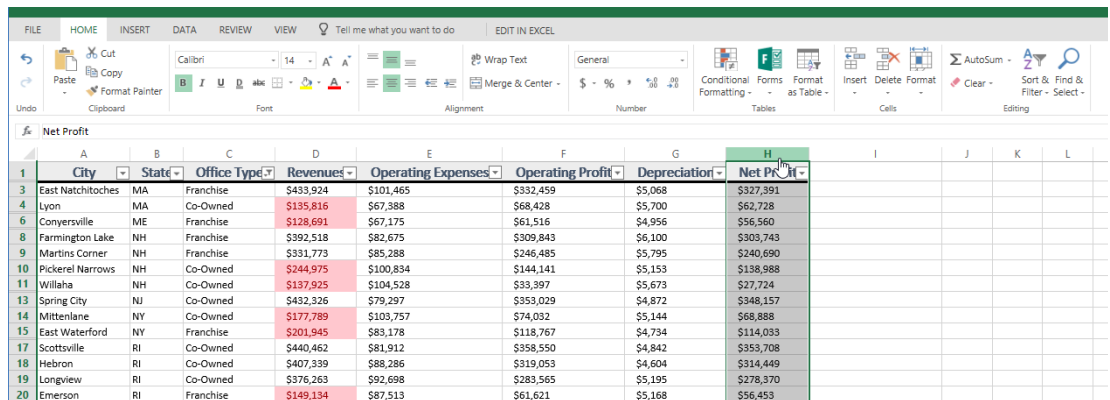 FILE HOME INSERT DATA REVIEW VIEW Tell me what you want to do EDIT IN EXCEL
Cut
Copy
Format Painter
Paste
Calibri 14 A A
B I U D abc A
Wrap Text
Merge & Center
General
$ % , .00 .0
Conditional Formatting Forms Format as Table
Insert Delete Format
AutoSum
Clear
Sort & Filter Find & Select
Undo Clipboard Font Alignment Number Tables Cells Editing
fx Net Profit
A B C D E F G H I J K L
1 City State Office Type Revenues Operating Expenses Operating Profit Depreciation Net Profit
3 East Natchitoches MA Franchise $433,924 $101,465 $332,459 $5,068 $327,391
4 Lyon MA Co-Owned $135,816 $67,388 $68,428 $5,700 $62,728
6 Conyersville ME Franchise $128,691 $67,175 $61,516 $4,956 $56,560
8 Farmington Lake NH Franchise $392,518 $82,675 $309,843 $6,100 $303,743
9 Martins Corner NH Franchise $331,773 $85,288 $246,485 $5,795 $240,690
10 Pickerel Narrows NH Co-Owned $244,975 $100,834 $144,141 $5,153 $138,988
11 Willaha NH Co-Owned $137,925 $104,528 $33,397 $5,673 $27,724
13 Spring City NJ Co-Owned $432,326 $79,297 $353,029 $4,872 $348,157
14 Mittenlane NY Co-Owned $177,789 $103,757 $74,032 $5,144 $68,888
15 East Waterford NY Franchise $201,945 $83,178 $118,767 $4,734 $114,033
17 Scottsville RI Co-Owned $440,462 $81,912 $358,550 $4,842 $353,708
18 Hebron RI Co-Owned $407,339 $88,286 $319,053 $4,604 $314,449
19 Longview RI Co-Owned $376,263 $92,698 $283,565 $5,195 $278,370
20 Emerson RI Franchise $149,134 $87,513 $61,621 $5,168 $56,453